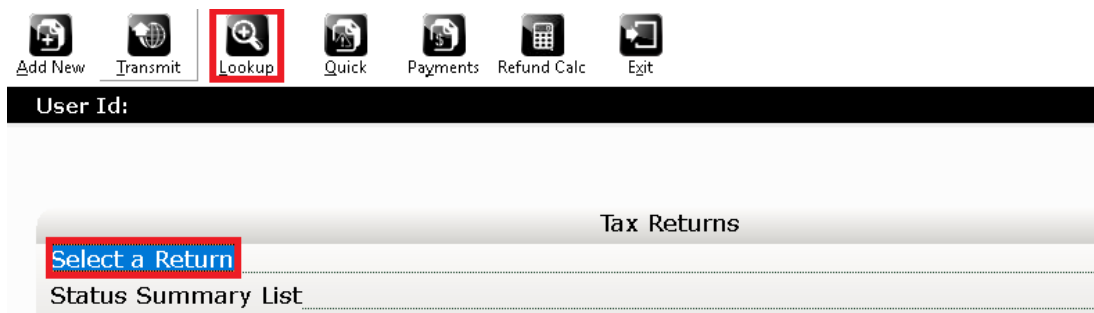 Add New Transmit Lookup Quick Payments Refund Calc Exit
User Id:
Tax Returns
Select a Return
Status Summary List